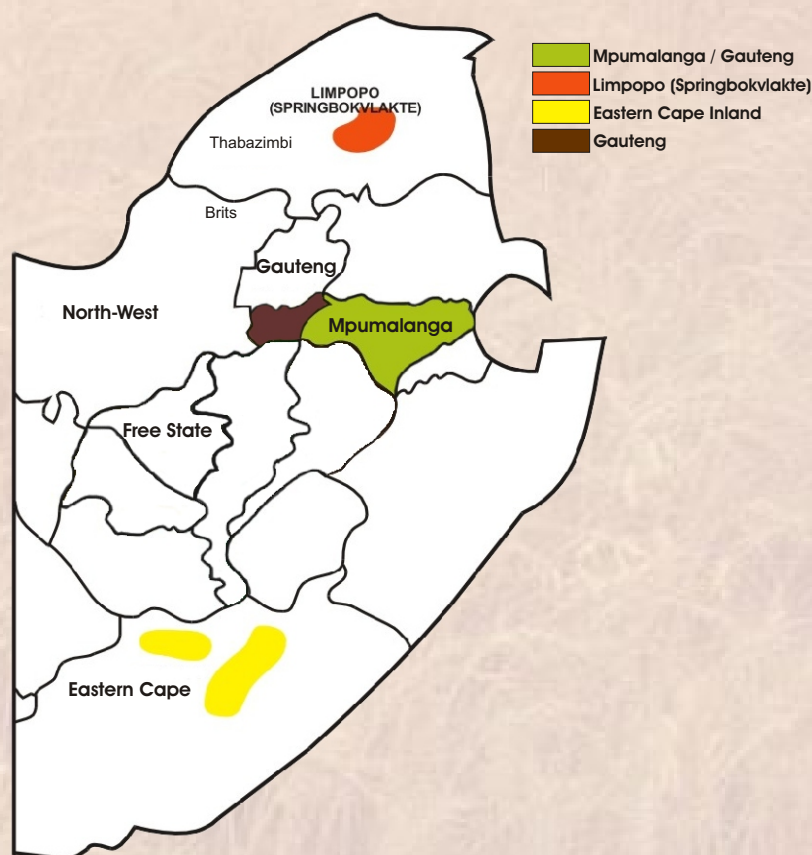 Mpumalanga / Gauteng
Limpopo (Springbokvlakte)
Eastern Cape Inland
Gauteng
LIMPOPO
(SPRINGBOKVLAKTE)
Thabazimbi
Brits
Gauteng
North-West
Mpumalanga
Free State
Eastern Cape